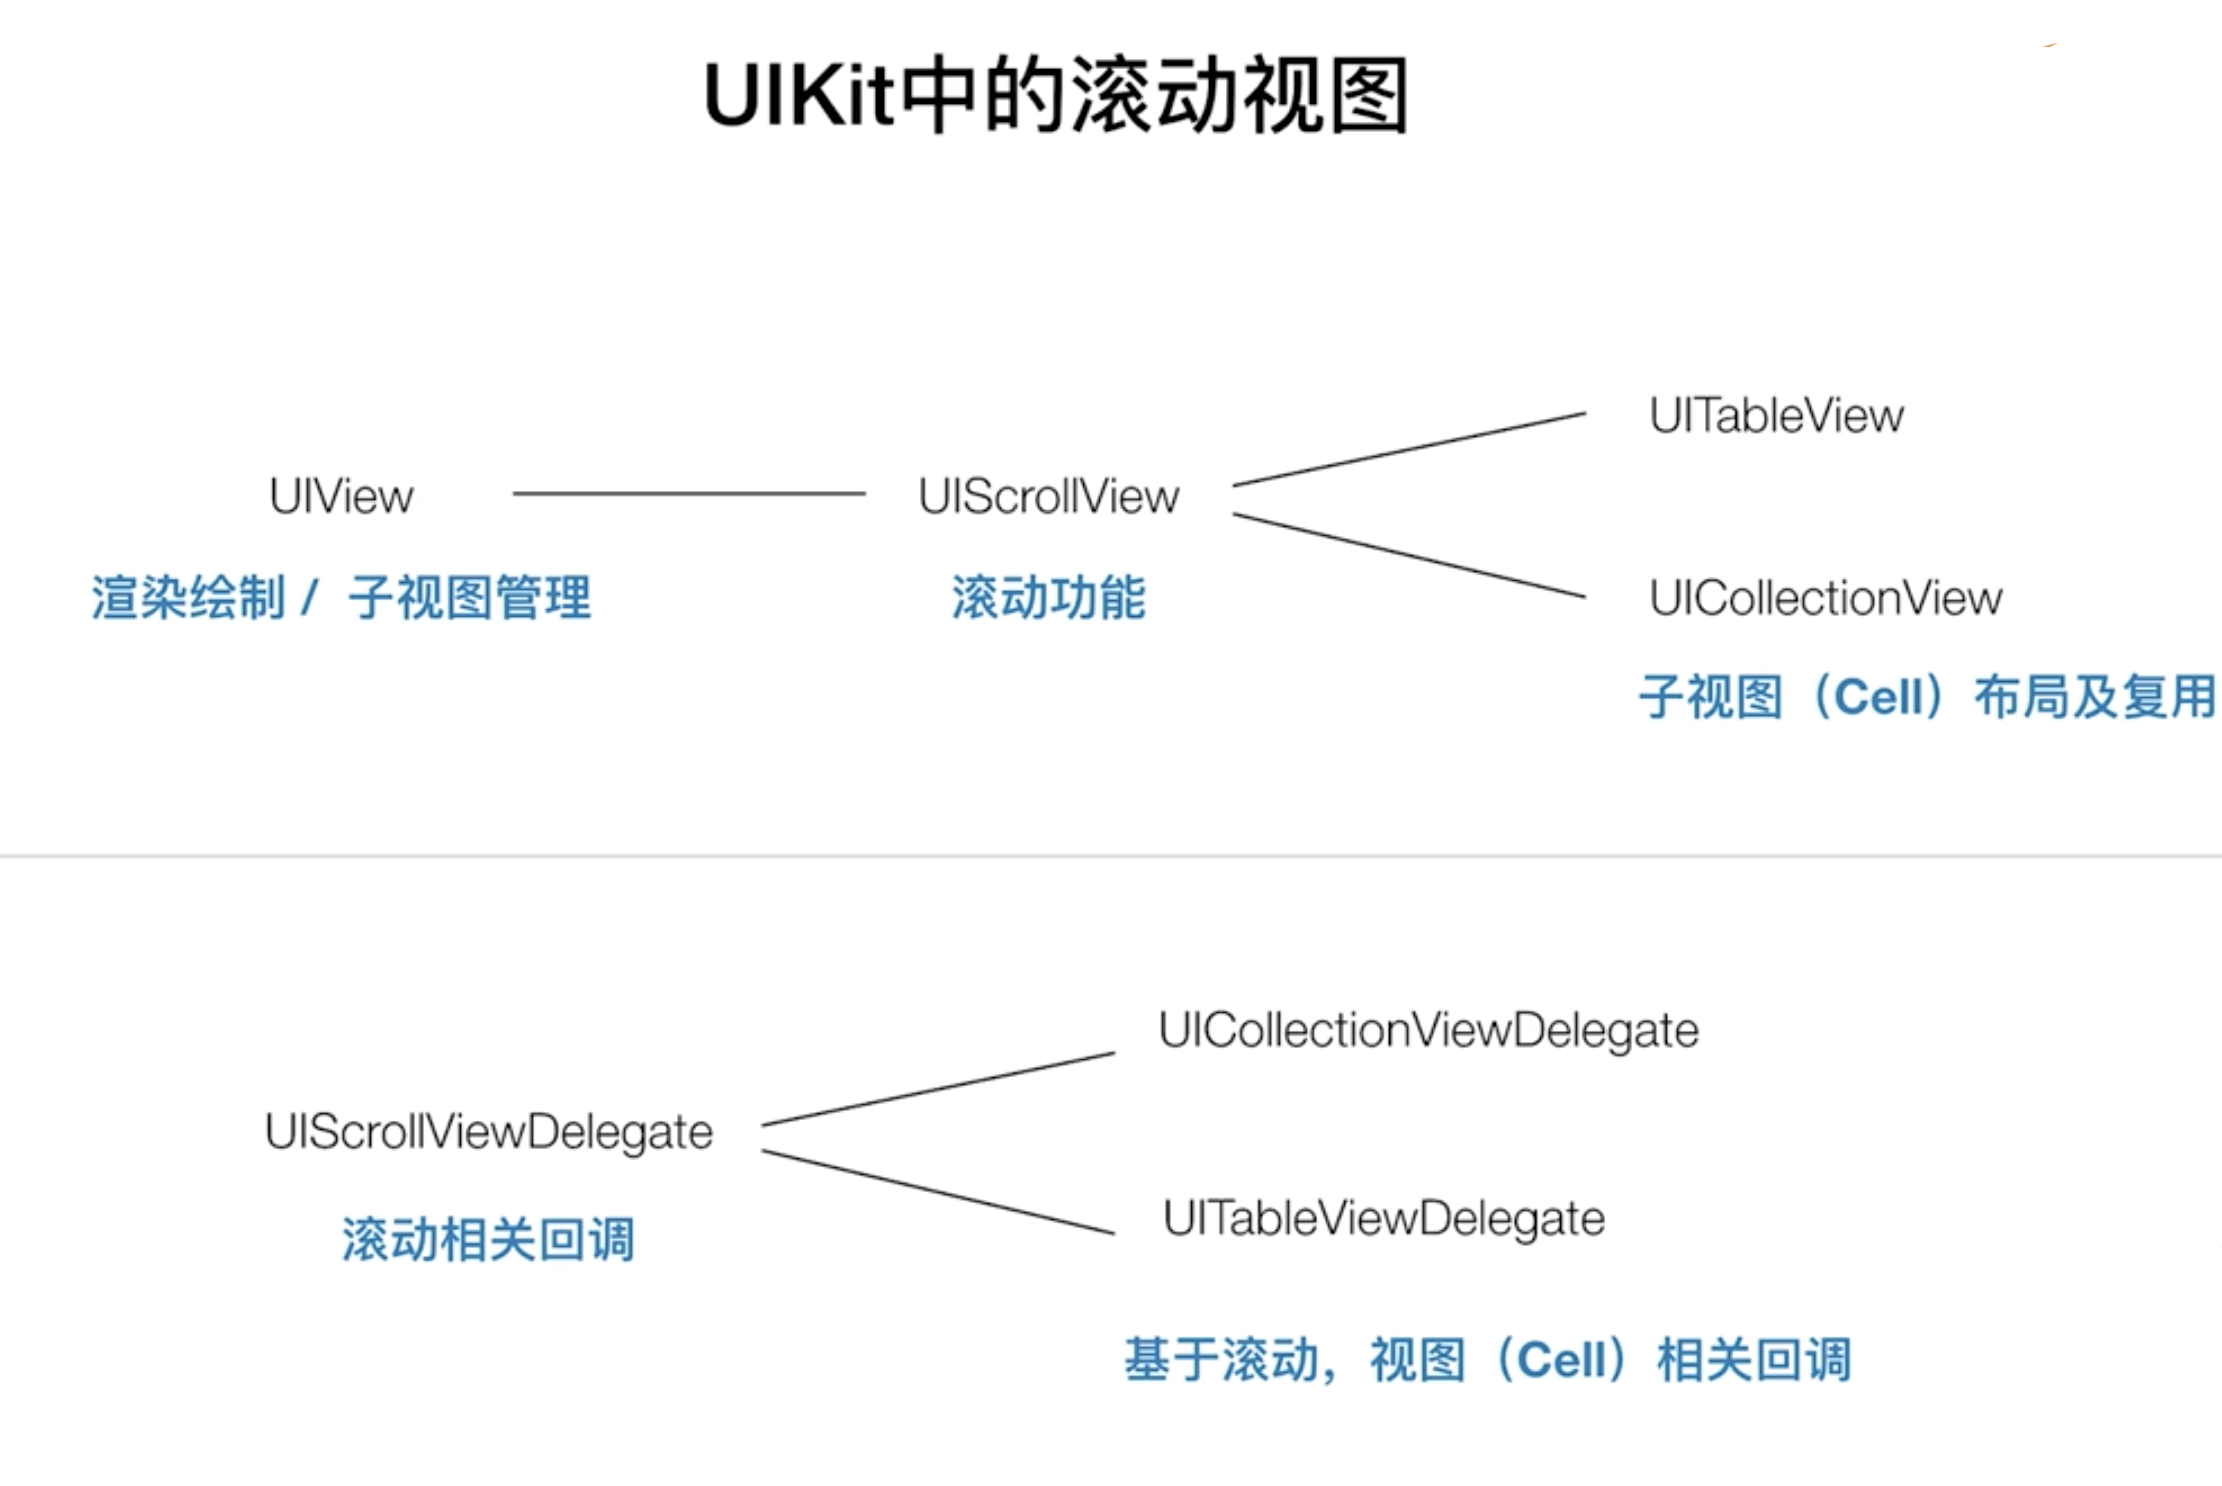 UIKit中的滚动视图
UITableView
UIView
UIScrollView
渲染绘制 / 子视图管理
滚动功能
UICollectionView
子视图（Cell）布局及复用
UICollectionViewDelegate
UIScrollViewDelegate
滚动相关回调
UITableViewDelegate
基于滚动，视图（Cell）相关回调